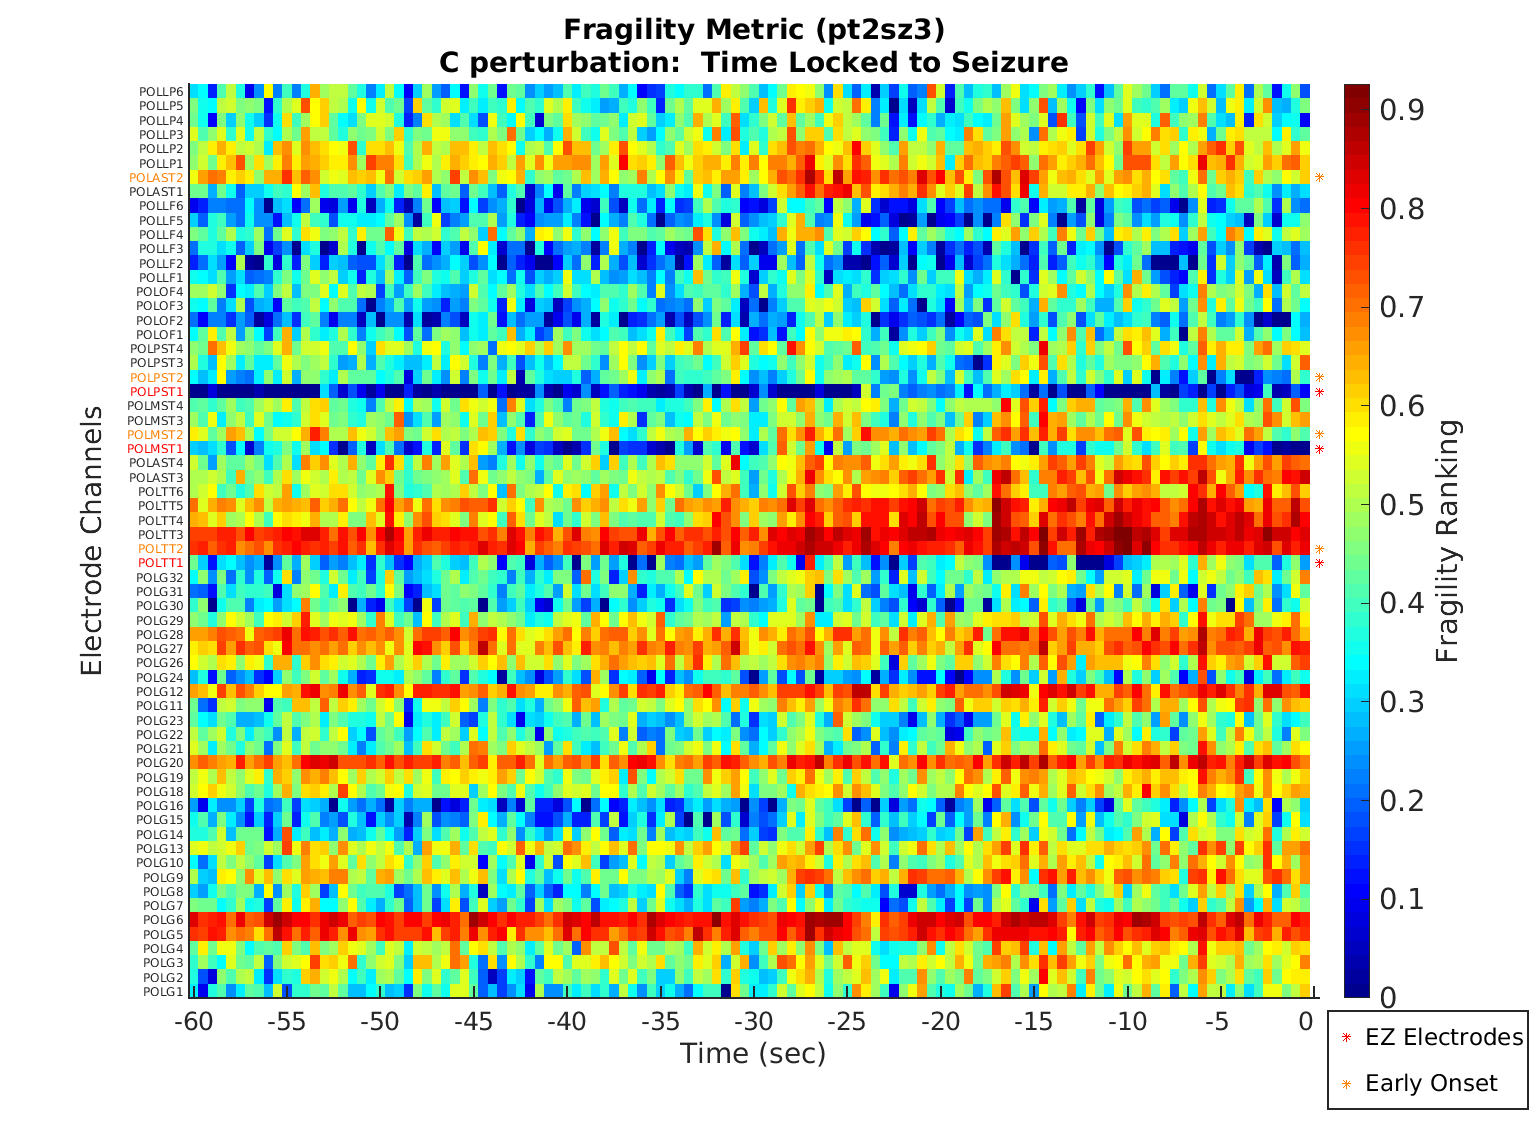 Fragility Metric (pt2sz3)
C perturbation:  Time Locked to Seizure
Electrode Channels
POLLP6
POLLP5
POLLP4
POLLP3
POLLP2
POLLP1
POLAST2
POLAST1
POLLF6
POLLF5
POLLF4
POLLF3
POLLF2
POLLF1
POLOF4
POLOF3
POLOF2
POLOF1
POLPST4
POLPST3
POLPST2
POLPST1
POLMST4
POLMST3
POLMST2
POLMST1
POLAST4
POLAST3
POLTT6
POLTT5
POLTT4
POLTT3
POLTT2
POLTT1
POLG32
POLG31
POLG30
POLG29
POLG28
POLG27
POLG26
POLG24
POLG12
POLG11
POLG23
POLG22
POLG21
POLG20
POLG19
POLG18
POLG16
POLG15
POLG14
POLG13
POLG10
POLG9
POLG8
POLG7
POLG6
POLG5
POLG4
POLG3
POLG2
POLG1
-60 -55 -50 -45 -40 -35 -30 -25 -20 -15 -10 -5 0
Time (sec)
0.9
0.8
0.7
0.6
0.5
0.4
0.3
0.2
0.1
0
Fragility Ranking
EZ Electrodes
Early Onset